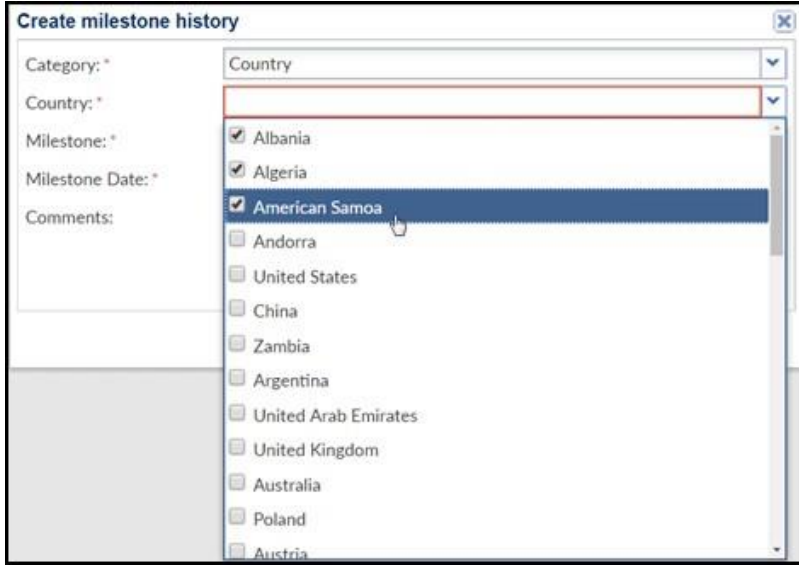 Create milestone history
Category: * Country
Country: *
Milestone: *
Milestone Date: *
Comments:
Albania
Algeria
American Samoa
Andorra
United States
China
Zambia
Argentina
United Arab Emirates
United Kingdom
Australia
Poland
Austria